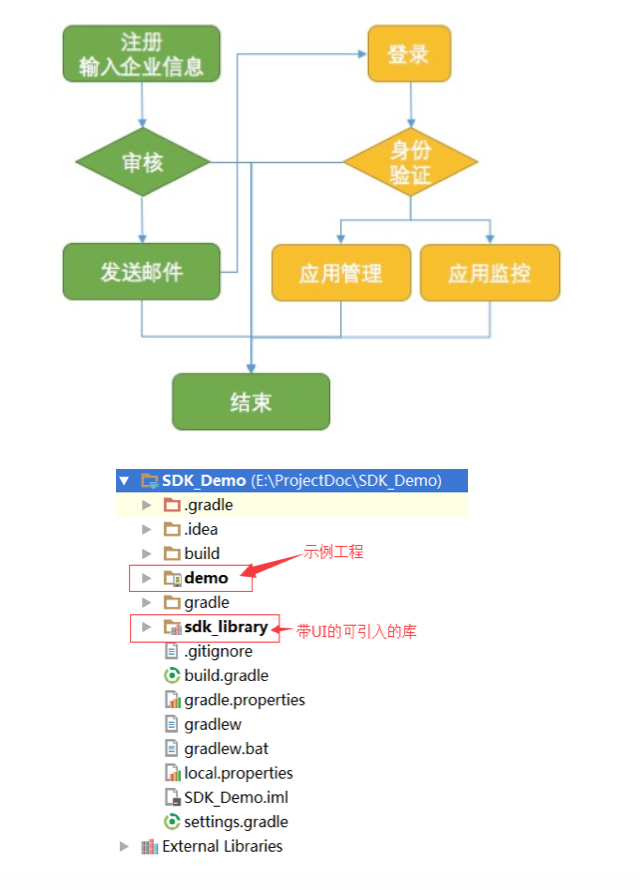 注册
输入企业信息
登录
审核
身份
验证
发送邮件
应用管理
应用监控
结束
SDK_Demo (E:\ProjectDoc\SDK_Demo)
.gradle
.idea
build
示例工程
demo
gradle
sdk_library
带UI的可引入的库
.gitignore
build.gradle
gradle.properties
gradlew
gradlew.bat
local.properties
SDK_Demo.iml
settings.gradle
External Libraries